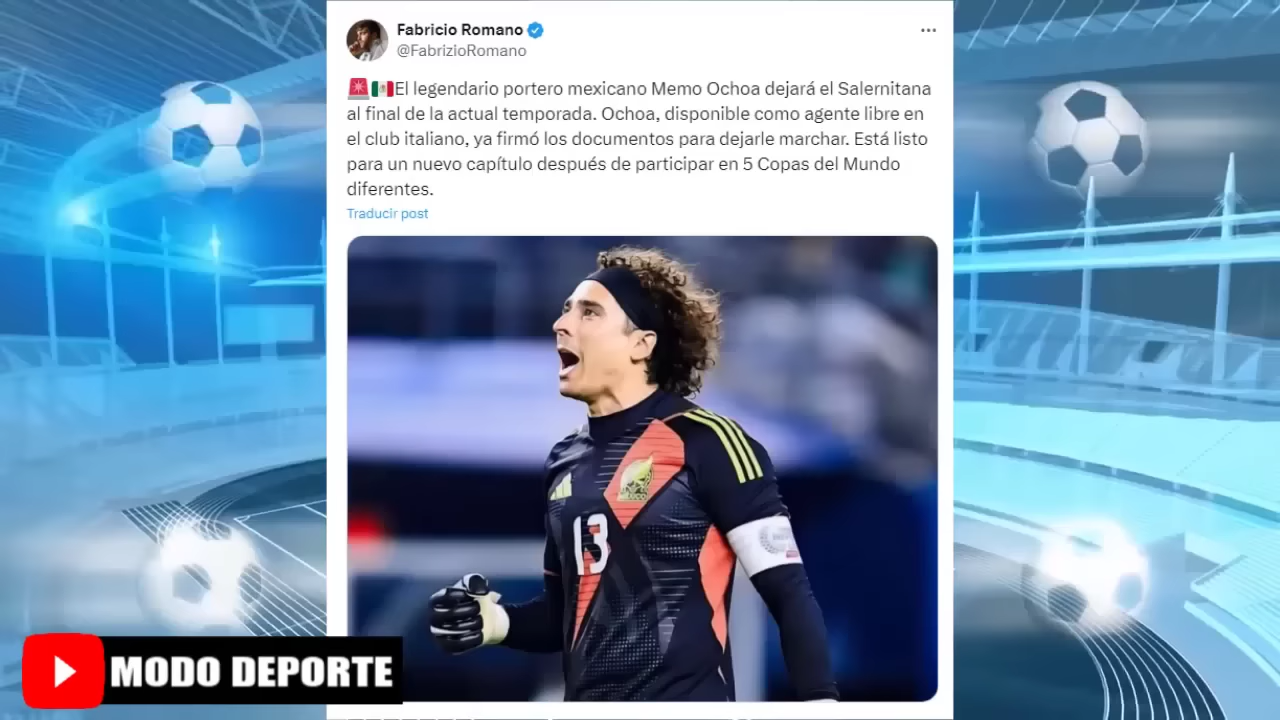 Fabricio Romano
@FabrizioRomano
🚨🇲🇽El legendario portero mexicano Memo Ochoa dejará el Salernitana
al final de la actual temporada. Ochoa, disponible como agente libre en
el club italiano, ya firmó los documentos para dejarle marchar. Está listo
para un nuevo capítulo después de participar en 5 Copas del Mundo
diferentes.
Traducir post
13
MODO DEPORTE